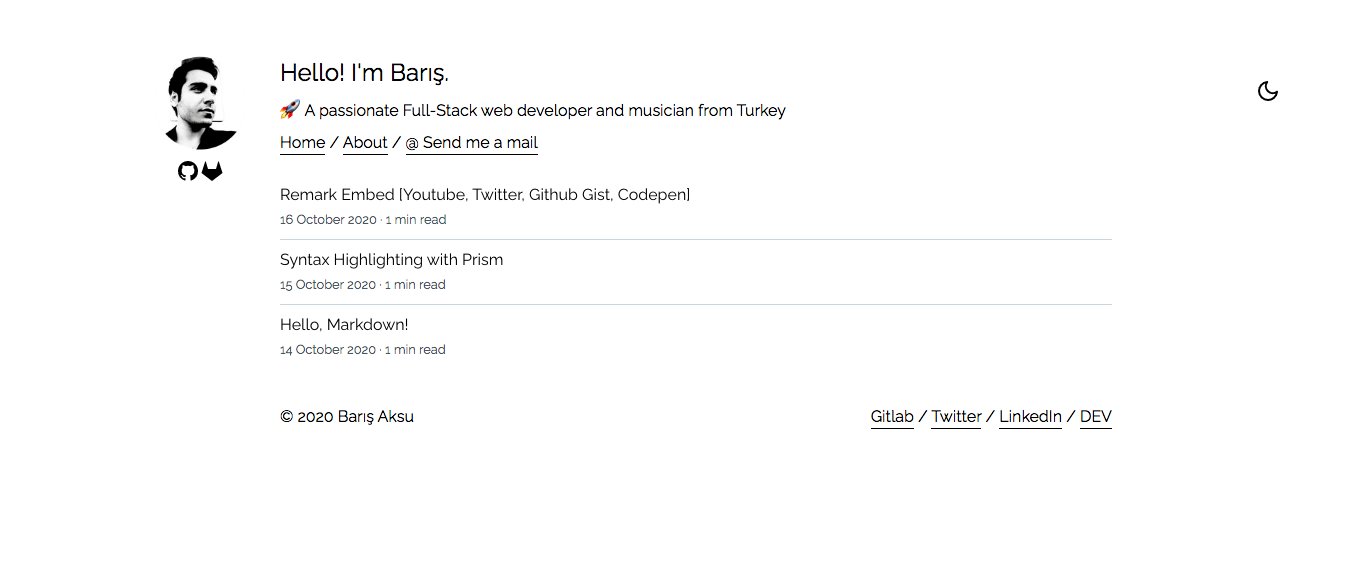 Hello! I'm Barış.
🚀 A passionate Full-Stack web developer and musician from Turkey
Home / About / @ Send me a mail
Remark Embed [Youtube, Twitter, Github Gist, Codepen]
16 October 2020 · 1 min read
Syntax Highlighting with Prism
15 October 2020 · 1 min read
Hello, Markdown!
14 October 2020 · 1 min read
© 2020 Barış Aksu
Gitlab / Twitter / LinkedIn / DEV